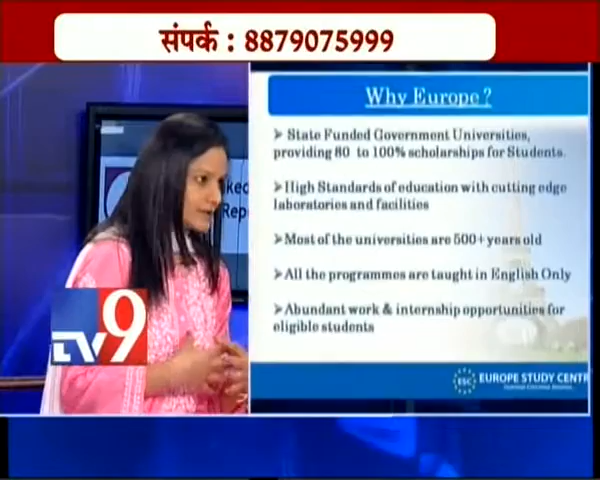 संपर्क : 8879075999
Why Europe ?
➢ State Funded Government Universities,
providing 80 to 100% scholarships for Students.
➢ High Standards of education with cutting edge
laboratories and facilities
➢ Most of the universities are 500+ years old
➢ All the programmes are taught in English Only
➢ Abundant work & internship opportunities for
eligible students
TV9
ESC EUROPE STUDY CENTR